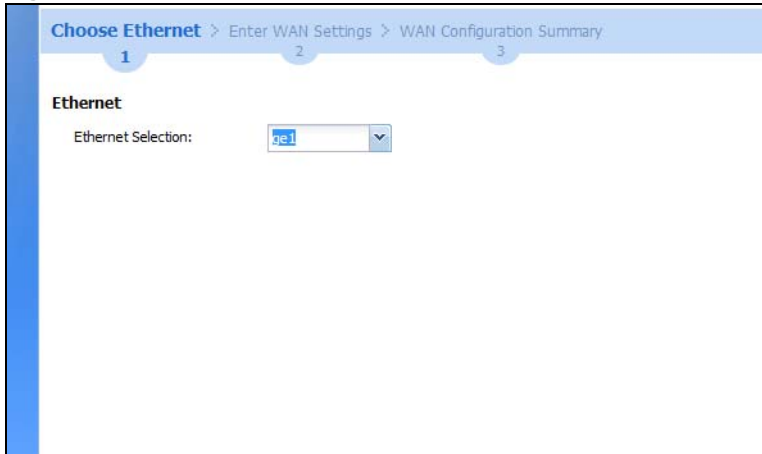 Choose Ethernet > Enter WAN Settings > WAN Configuration Summary
1 2 3
Ethernet
Ethernet Selection: ge1